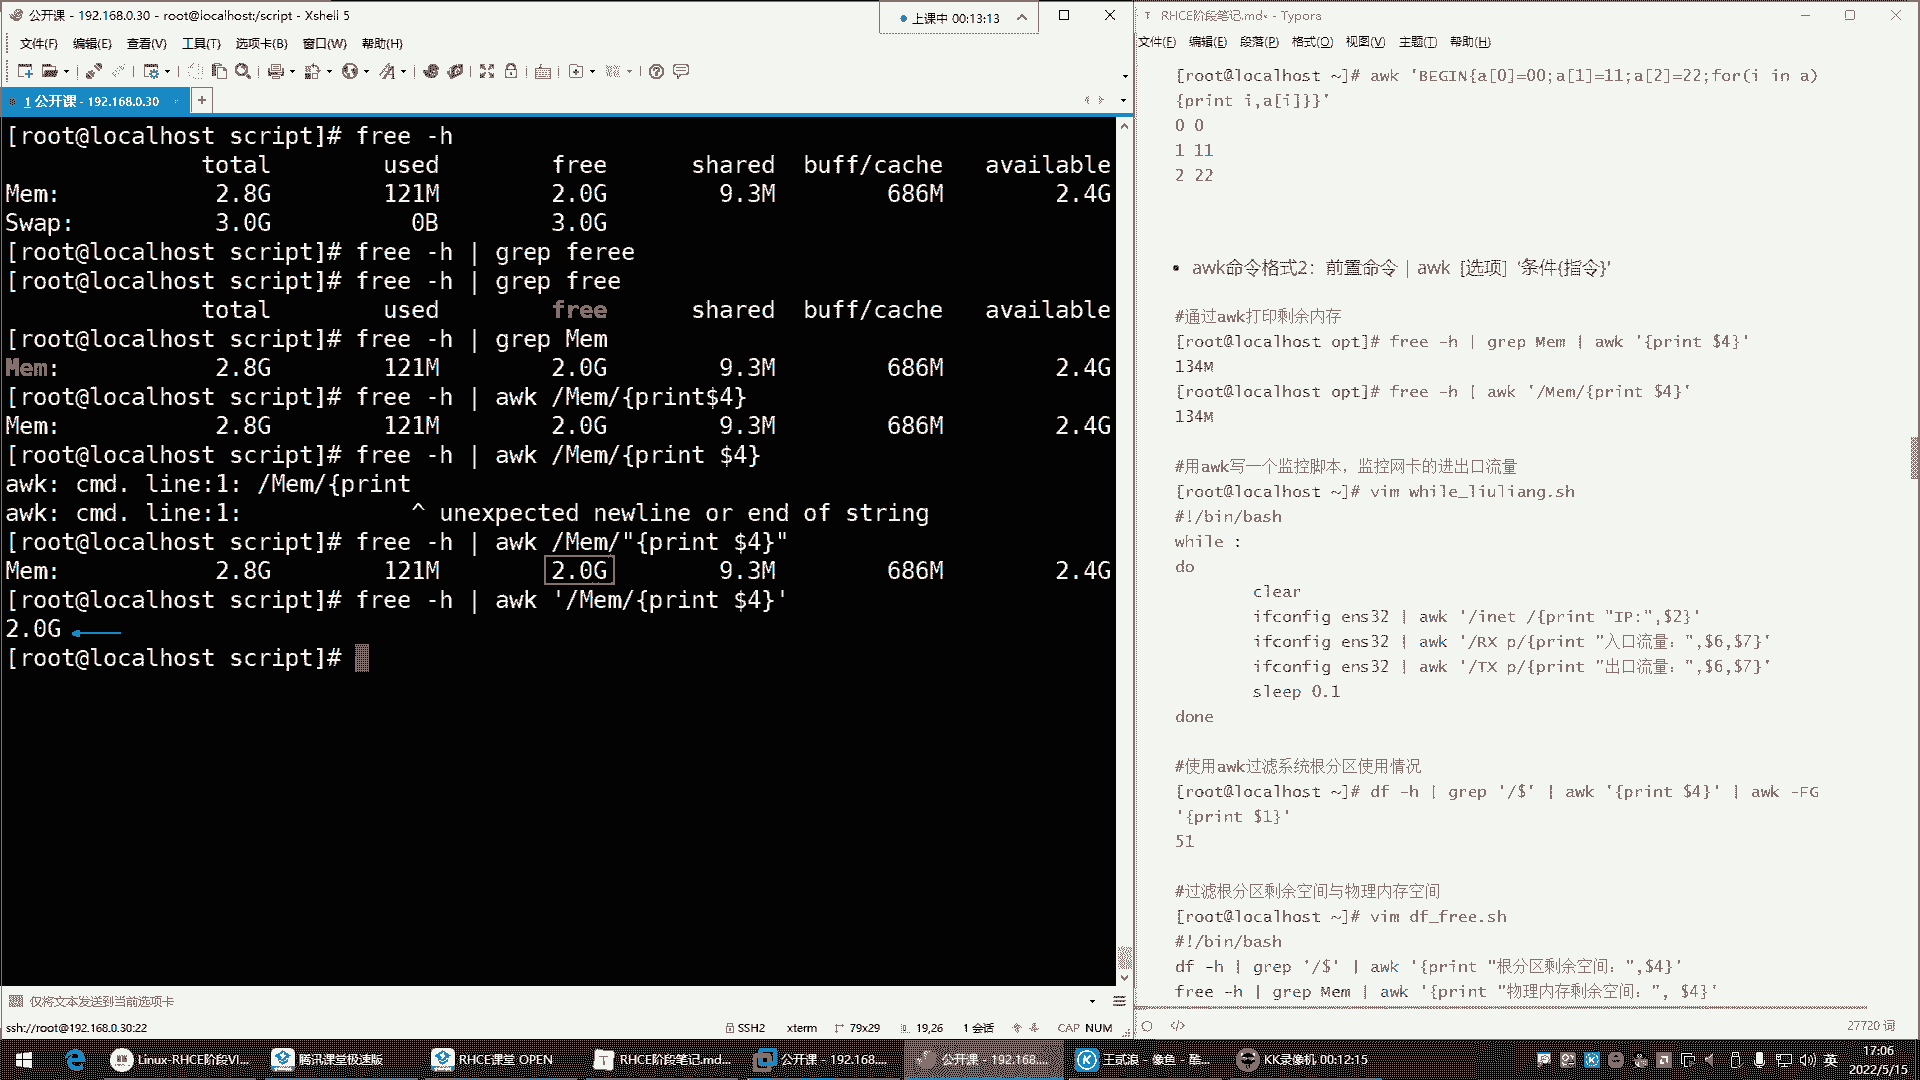 公开课 - 192.168.0.30 - root@localhost:/script - Xshell 5
上课中 00:13:13
文件(F) 编辑(E) 查看(V) 工具(T) 选项卡(B) 窗口(W) 帮助(H)
1 公开课 - 192.168.0.30
[root@localhost script]# free -h
total used free shared buff/cache available
Mem: 2.8G 121M 2.0G 9.3M 686M 2.4G
Swap: 3.0G 0B 3.0G
[root@localhost script]# free -h | grep feree
[root@localhost script]# free -h | grep free
total used free shared buff/cache available
[root@localhost script]# free -h | grep Mem
Mem: 2.8G 121M 2.0G 9.3M 686M 2.4G
[root@localhost script]# free -h | awk /Mem/{print$4}
Mem: 2.8G 121M 2.0G 9.3M 686M 2.4G
[root@localhost script]# free -h | awk /Mem/{print $4}
awk: cmd. line:1: /Mem/{print
awk: cmd. line:1: ^ unexpected newline or end of string
[root@localhost script]# free -h | awk /Mem/"{print $4}"
Mem: 2.8G 121M 2.0G 9.3M 686M 2.4G
[root@localhost script]# free -h | awk '/Mem/{print $4}'
2.0G
[root@localhost script]#
仅将文本发送到当前选项卡
ssh://root@192.168.0.30:22 SSH2 xterm 79x29 19,26 1 会话 CAP NUM
RHCE阶段笔记.md• - Typora
文件(F) 编辑(E) 段落(P) 格式(O) 视图(V) 主题(T) 帮助(H)
[root@localhost ~]# awk 'BEGIN{a[0]=00;a[1]=11;a[2]=22;for(i in a)
{print i,a[i]}}'
0 0
1 11
2 22
• awk命令格式2：前置命令 | awk [选项] '条件{指令}'
#通过awk打印剩余内存
[root@localhost opt]# free -h | grep Mem | awk '{print $4}'
134M
[root@localhost opt]# free -h | awk '/Mem/{print $4}'
134M
#用awk写一个监控脚本，监控网卡的进出口流量
[root@localhost ~]# vim while_liuliang.sh
#!/bin/bash
while :
do
clear
ifconfig ens32 | awk '/inet /{print "IP:",$2}'
ifconfig ens32 | awk '/RX p/{print "入口流量：",$6,$7}'
ifconfig ens32 | awk '/TX p/{print "出口流量：",$6,$7}'
sleep 0.1
done
#使用awk过滤系统根分区使用情况
[root@localhost ~]# df -h | grep '/$' | awk '{print $4}' | awk -FG
'{print $1}'
51
#过滤根分区剩余空间与物理内存空间
[root@localhost ~]# vim df_free.sh
#!/bin/bash
df -h | grep '/$' | awk '{print "根分区剩余空间：",$4}'
free -h | grep Mem | awk '{print "物理内存剩余空间：", $4}'
27720 词
Linux-RHCE阶段VI... 腾讯课堂极速版 RHCE课堂 OPEN RHCE阶段笔记.md... 公开课 - 192.168.... 公开课 - 192.168.... 王贰浪 - 像鱼 - 酷... KK录像机 00:12:15 英 17:06
2022/5/15